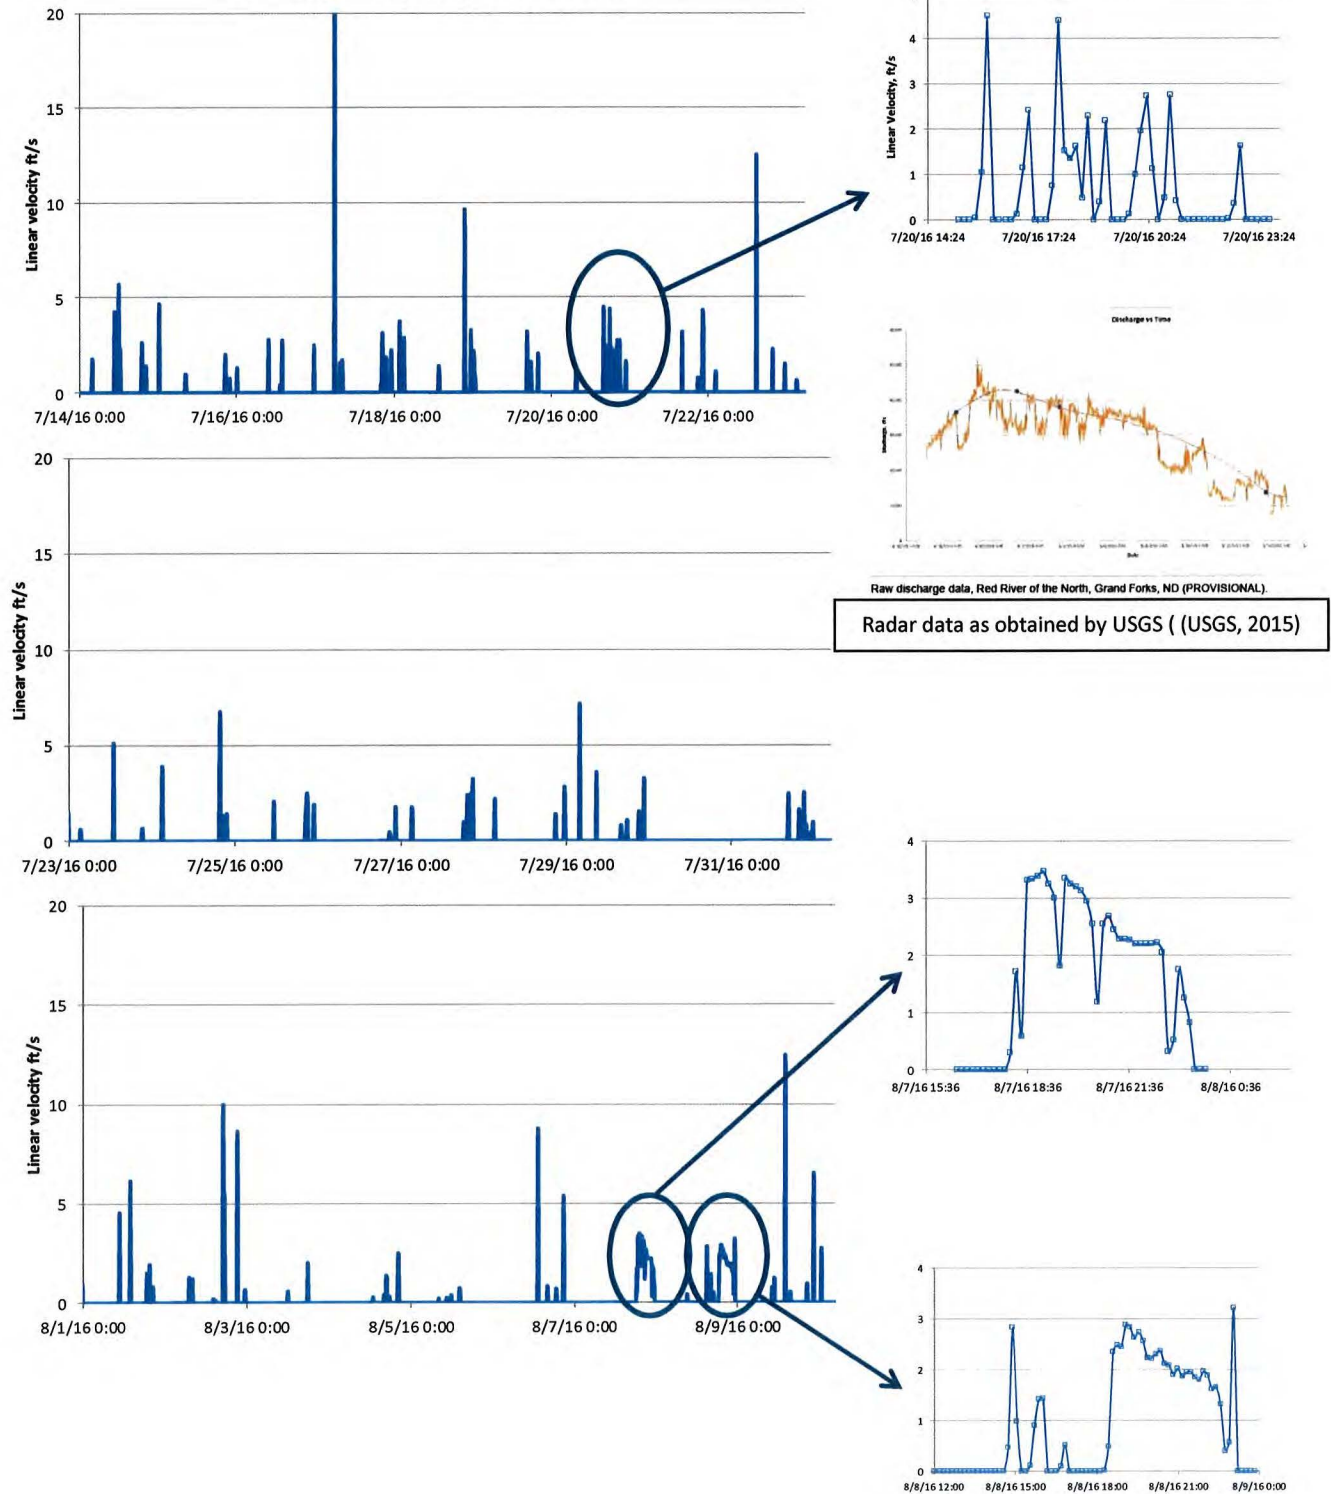 20
15
10
5
0
Linear velocity ft/s
7/14/16 0:00 7/16/16 0:00 7/18/16 0:00 7/20/16 0:00 7/22/16 0:00
4
3
2
1
0
Linear Velocity, ft/s
7/20/16 14:24 7/20/16 17:24 7/20/16 20:24 7/20/16 23:24
Discharge vs Time
Raw discharge data, Red River of the North, Grand Forks, ND (PROVISIONAL).
Radar data as obtained by USGS ( (USGS, 2015)
20
15
10
5
0
Linear velocity ft/s
7/23/16 0:00 7/25/16 0:00 7/27/16 0:00 7/29/16 0:00 7/31/16 0:00
4
3
2
1
0
8/7/16 15:36 8/7/16 18:36 8/7/16 21:36 8/8/16 0:36
20
15
10
5
0
Linear velocity ft/s
8/1/16 0:00 8/3/16 0:00 8/5/16 0:00 8/7/16 0:00 8/9/16 0:00
4
3
2
1
0
8/8/16 12:00 8/8/16 15:00 8/8/16 18:00 8/8/16 21:00 8/9/16 0:00